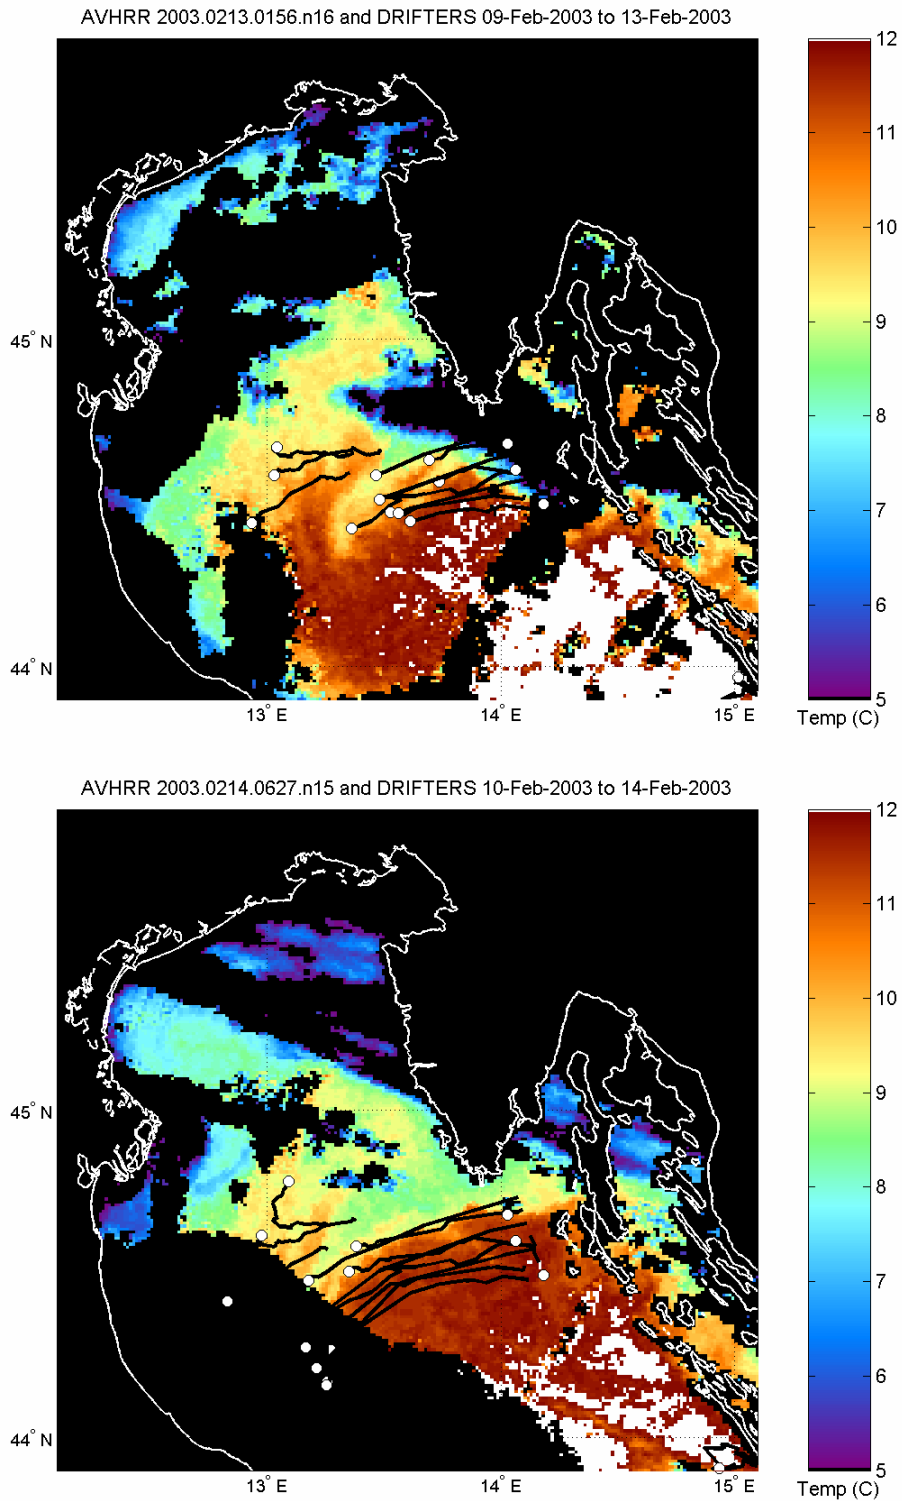 AVHRR 2003.0213.0156.n16 and DRIFTERS 09-Feb-2003 to 13-Feb-2003
12
11
10
9
8
7
6
5
45° N
44° N
13° E
14° E
15° E
Temp (C)
AVHRR 2003.0214.0627.n15 and DRIFTERS 10-Feb-2003 to 14-Feb-2003
12
11
10
9
8
7
6
5
45° N
44° N
13° E
14° E
15° E
Temp (C)